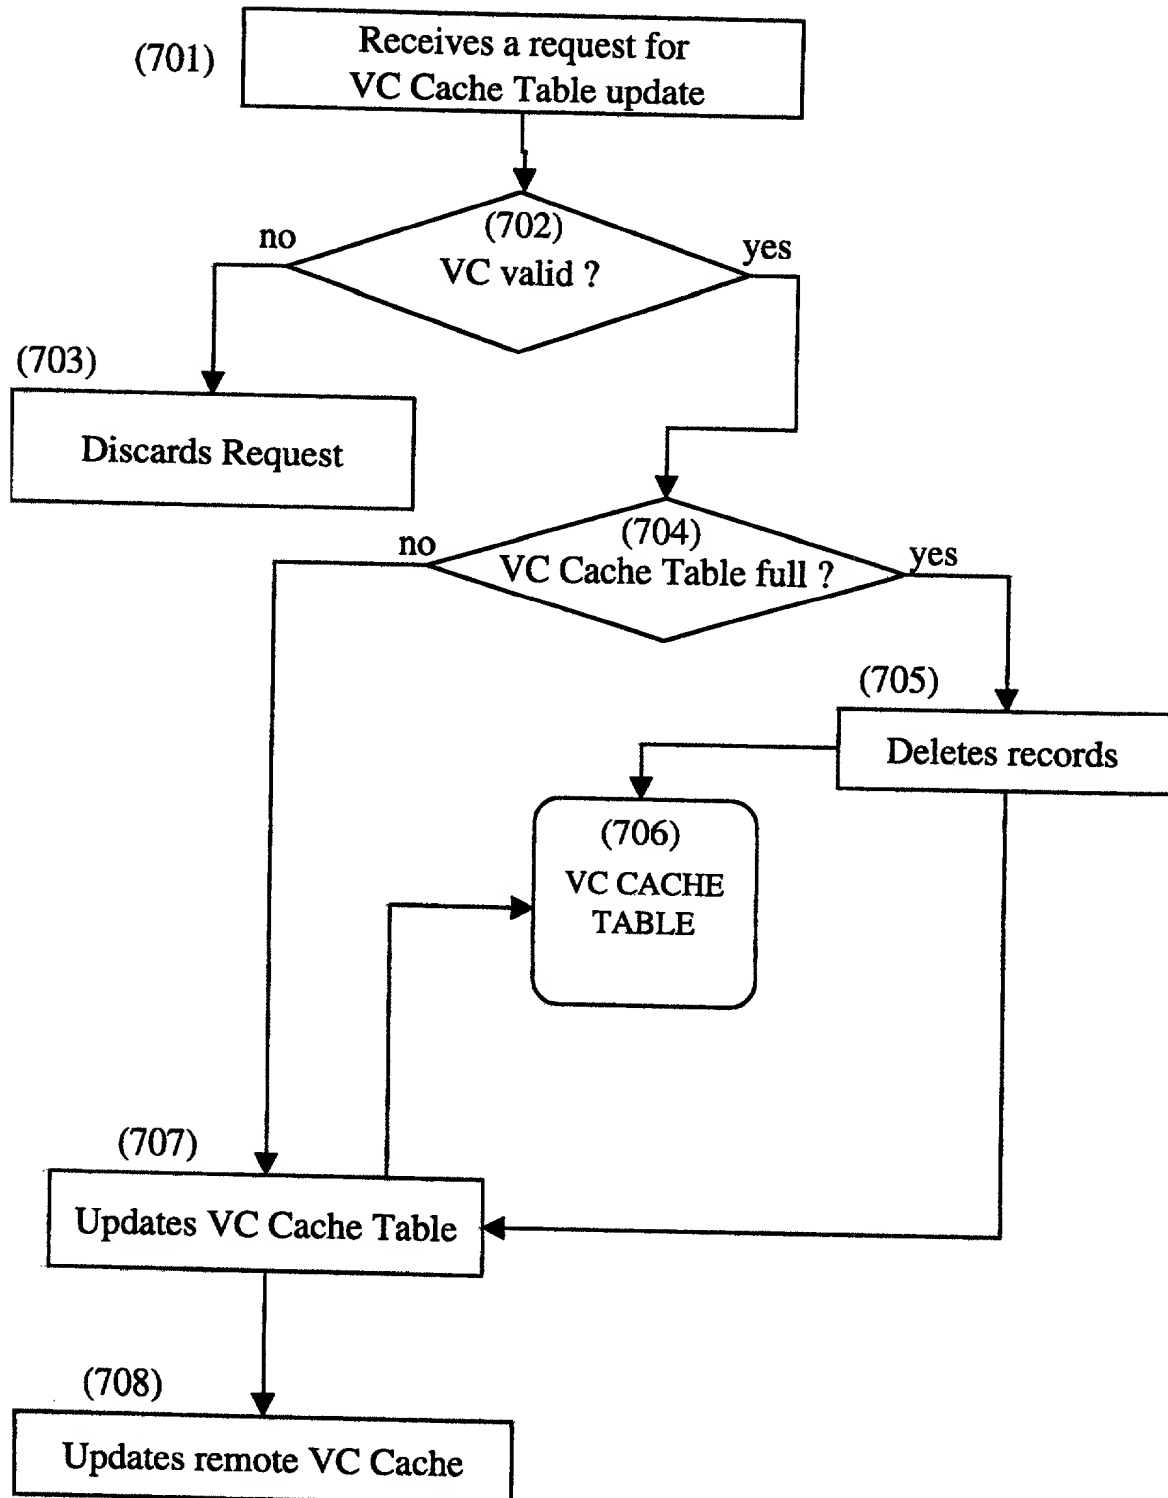 (701)
Receives a request for
VC Cache Table update
(702)
no
yes
VC valid ?
(703)
Discards Request
(704)
no
yes
VC Cache Table full ?
(705)
Deletes records
(706)
VC CACHE
TABLE
(707)
Updates VC Cache Table
(708)
Updates remote VC Cache